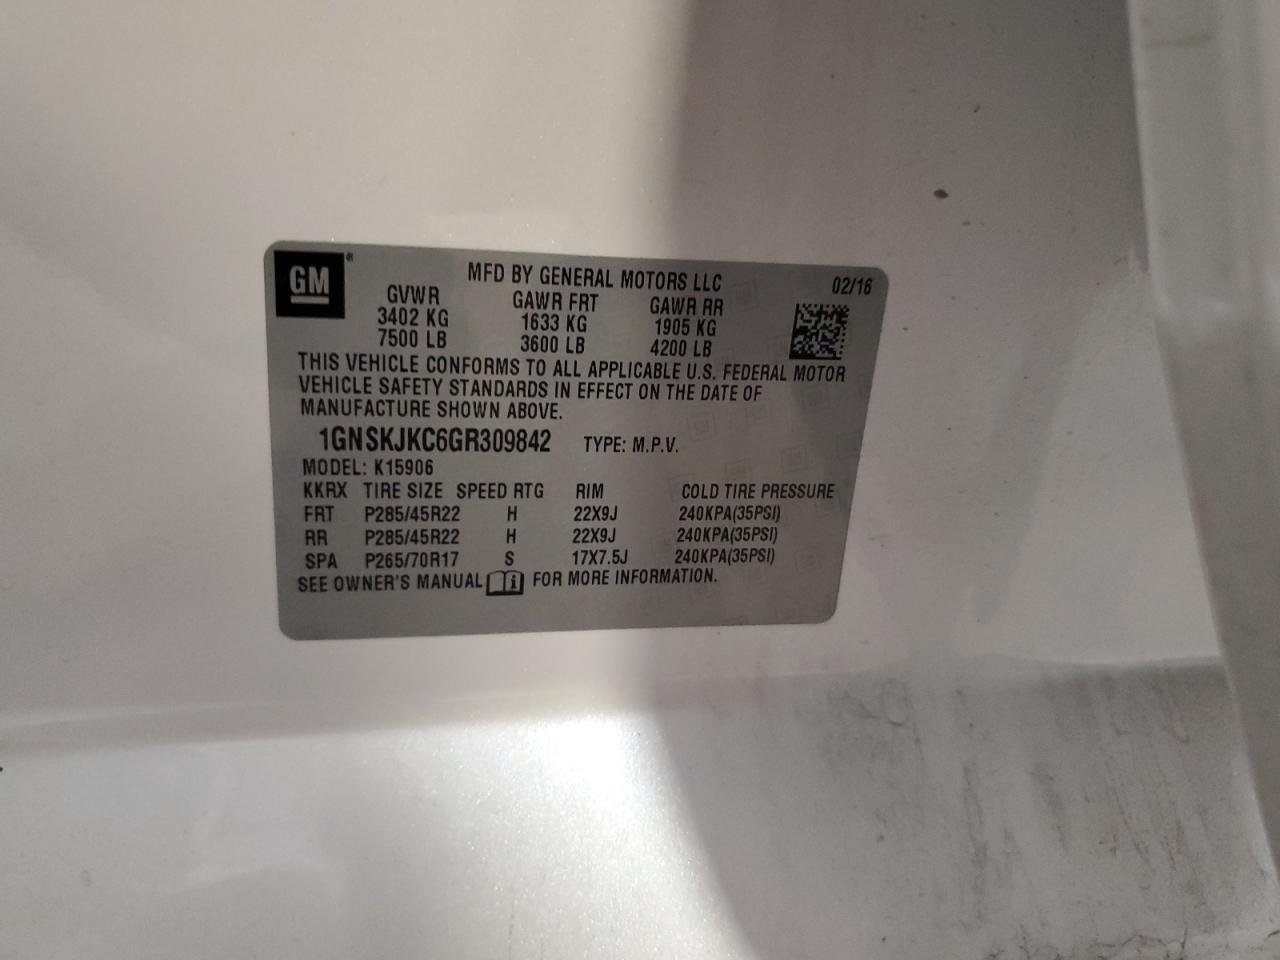 GM® MFD BY GENERAL MOTORS LLC 02/16
GVWR GAWR FRT GAWR RR
3402 KG 1633 KG 1905 KG
7500 LB 3600 LB 4200 LB
THIS VEHICLE CONFORMS TO ALL APPLICABLE U.S. FEDERAL MOTOR
VEHICLE SAFETY STANDARDS IN EFFECT ON THE DATE OF
MANUFACTURE SHOWN ABOVE.
1GNSKJKC6GR309842 TYPE: M.P.V.
MODEL: K15906
KKRX TIRE SIZE SPEED RTG RIM COLD TIRE PRESSURE
FRT P285/45R22 H 22X9J 240KPA(35PSI)
RR P285/45R22 H 22X9J 240KPA(35PSI)
SPA P265/70R17 S 17X7.5J 240KPA(35PSI)
SEE OWNER'S MANUAL i FOR MORE INFORMATION.